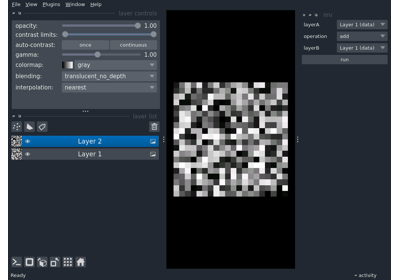 File View Plugins Window Help
layer controls
opacity: 1.00
contrast limits:
auto-contrast: once continuous
gamma: 1.00
colormap: gray
blending: translucent_no_depth
interpolation: nearest
layer list
Layer 2
Layer 1
Ready
layerA Layer 1 (data)
operation add
layerB Layer 1 (data)
run
activity